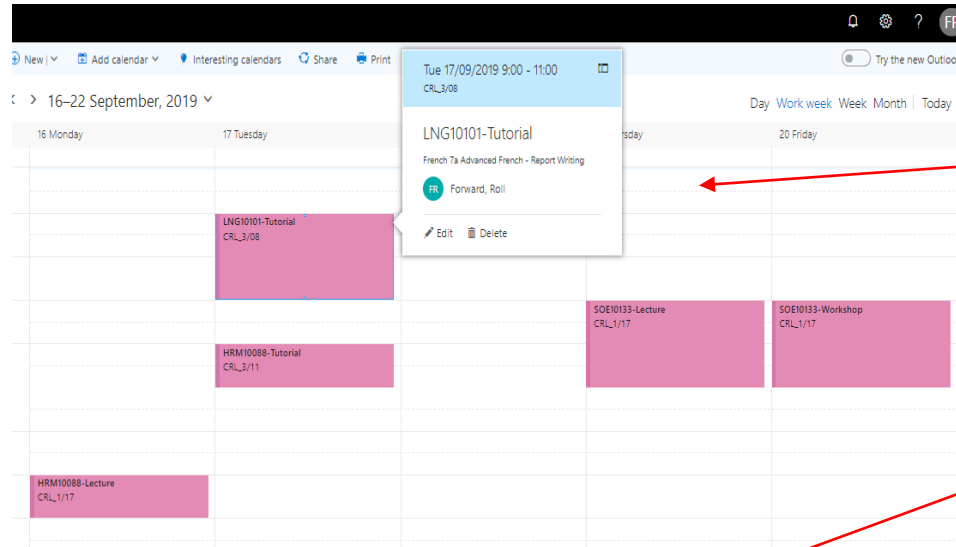 ? FR
New | Add calendar Interesting calendars Share Print
Try the new Outloo
16–22 September, 2019
Day Work week Week Month Today
16 Monday
17 Tuesday
rsday
20 Friday
Tue 17/09/2019 9:00 - 11:00
CRL_3/08
LNG10101-Tutorial
French 7a Advanced French - Report Writing
FR Forward, Roll
Edit Delete
LNG10101-Tutorial
CRL_3/08
SOE10133-Lecture
CRL_1/17
SOE10133-Workshop
CRL_1/17
HRM10088-Tutorial
CRL_3/11
HRM10088-Lecture
CRL_1/17